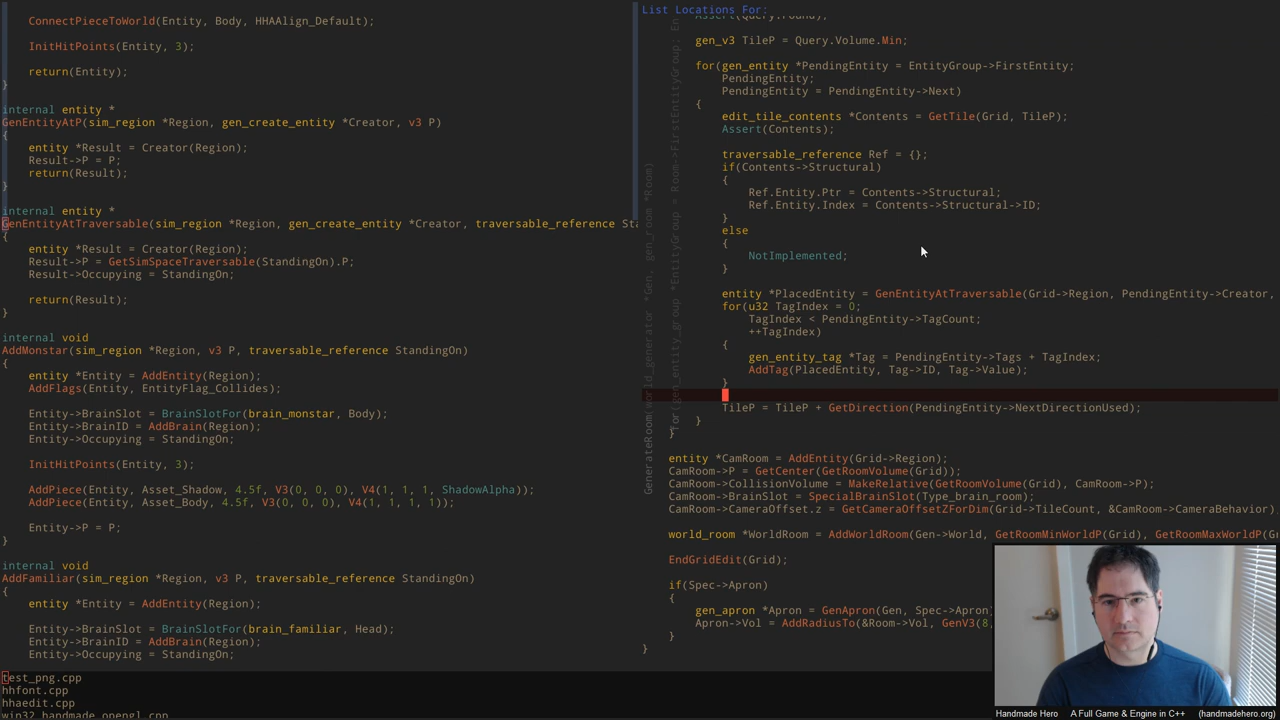 ConnectPieceToWorld(Entity, Body, HHAAlign_Default);
    InitHitPoints(Entity, 3);
    return(Entity);
}
internal entity *
GenEntityAtP(sim_region *Region, gen_create_entity *Creator, v3 P)
{
    entity *Result = Creator(Region);
    Result->P = P;
    return(Result);
}
internal entity *
GenEntityAtTraversable(sim_region *Region, gen_create_entity *Creator, traversable_reference Sta
{
    entity *Result = Creator(Region);
    Result->P = GetSimSpaceTraversable(StandingOn).P;
    Result->Occupying = StandingOn;
    return(Result);
}
internal void
AddMonstar(sim_region *Region, v3 P, traversable_reference StandingOn)
{
    entity *Entity = AddEntity(Region);
    AddFlags(Entity, EntityFlag_Collides);
    Entity->BrainSlot = BrainSlotFor(brain_monstar, Body);
    Entity->BrainID = AddBrain(Region);
    Entity->Occupying = StandingOn;
    InitHitPoints(Entity, 3);
    AddPiece(Entity, Asset_Shadow, 4.5f, V3(0, 0, 0), V4(1, 1, 1, ShadowAlpha));
    AddPiece(Entity, Asset_Body, 4.5f, V3(0, 0, 0), V4(1, 1, 1, 1));
    Entity->P = P;
}
internal void
AddFamiliar(sim_region *Region, v3 P, traversable_reference StandingOn)
{
    entity *Entity = AddEntity(Region);
    Entity->BrainSlot = BrainSlotFor(brain_familiar, Head);
    Entity->BrainID = AddBrain(Region);
    Entity->Occupying = StandingOn;
test_png.cpp
hhfont.cpp
hhaedit.cpp
win32_handmade_opengl.cpp
List Locations For:
Assert(Query.Found);
    gen_v3 TileP = Query.Volume.Min;
    for(gen_entity *PendingEntity = EntityGroup->FirstEntity;
        PendingEntity;
        PendingEntity = PendingEntity->Next)
    {
        edit_tile_contents *Contents = GetTile(Grid, TileP);
        Assert(Contents);
        traversable_reference Ref = {};
        if(Contents->Structural)
        {
            Ref.Entity.Ptr = Contents->Structural;
            Ref.Entity.Index = Contents->Structural->ID;
        }
        else
        {
            NotImplemented;
        }
        entity *PlacedEntity = GenEntityAtTraversable(Grid->Region, PendingEntity->Creator,
        for(u32 TagIndex = 0;
            TagIndex < PendingEntity->TagCount;
            ++TagIndex)
        {
            gen_entity_tag *Tag = PendingEntity->Tags + TagIndex;
            AddTag(PlacedEntity, Tag->ID, Tag->Value);
        }
        TileP = TileP + GetDirection(PendingEntity->NextDirectionUsed);
    }
}
entity *CamRoom = AddEntity(Grid->Region);
CamRoom->P = GetCenter(GetRoomVolume(Grid));
CamRoom->CollisionVolume = MakeRelative(GetRoomVolume(Grid), CamRoom->P);
CamRoom->BrainSlot = SpecialBrainSlot(Type_brain_room);
CamRoom->CameraOffset.z = GetCameraOffsetZForDim(Grid->TileCount, &CamRoom->CameraBehavior)
world_room *WorldRoom = AddWorldRoom(Gen->World, GetRoomMinWorldP(Grid), GetRoomMaxWorldP(G
EndGridEdit(Grid);
if(Spec->Apron)
{
    gen_apron *Apron = GenApron(Gen, Spec->Apron
    Apron->Vol = AddRadiusTo(&Room->Vol, GenV3(8,
}
}
GenerateRoom(world_generator *Gen, gen_room *Room)
for(gen_entity_group *EntityGroup = Room->FirstEntityGroup; En
Handmade Hero    A Full Game & Engine in C++    (handmadehero.org)